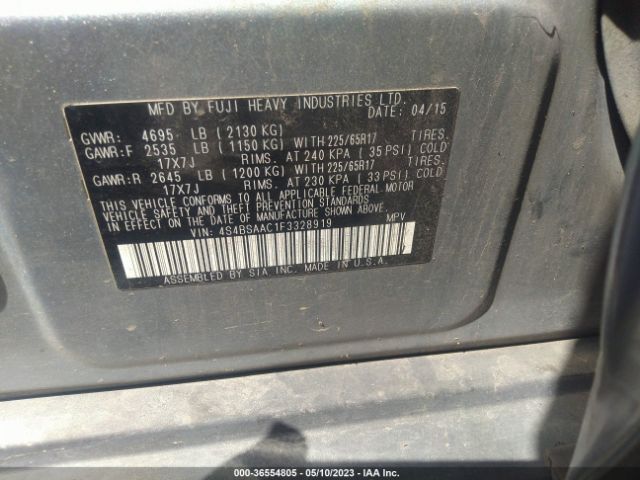 MFD BY FUJI HEAVY INDUSTRIES LTD.
DATE: 04/15
GVWR: 4695 LB (2130 KG)
GAWR:F 2535 LB (1150 KG) WITH 225/65R17 TIRES.
17X7J RIMS. AT 240 KPA (35 PSI) COLD
GAWR:R 2645 LB (1200 KG) WITH 225/65R17 TIRES.
17X7J RIMS. AT 230 KPA (33 PSI) COLD
THIS VEHICLE CONFORMS TO ALL APPLICABLE FEDERAL MOTOR
VEHICLE SAFETY AND THEFT PREVENTION STANDARDS
IN EFFECT ON THE DATE OF MANUFACTURE SHOWN ABOVE.
VIN: 4S4BSAAC1F3328919 MPV
ASSEMBLED BY SIA INC. MADE IN U.S.A.
000-36554805 - 05/10/2023 - IAA Inc.